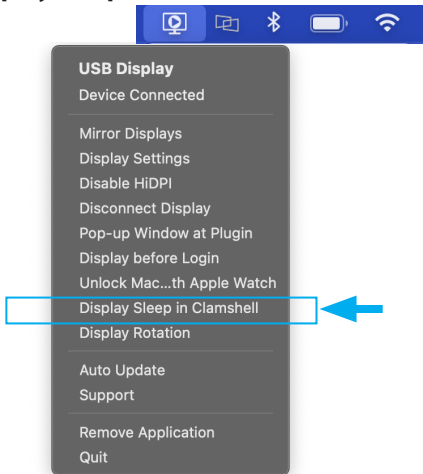 USB Display
Device Connected
Mirror Displays
Display Settings
Disable HiDPI
Disconnect Display
Pop-up Window at Plugin
Display before Login
Unlock Mac...th Apple Watch
Display Sleep in Clamshell
Display Rotation
Auto Update
Support
Remove Application
Quit